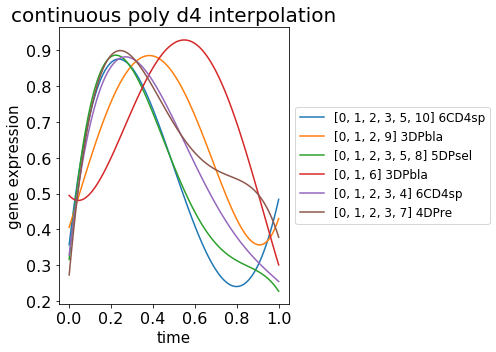 continuous poly d4 interpolation
gene expression
0.9
0.8
0.7
0.6
0.5
0.4
0.3
0.2
0.0 0.2 0.4 0.6 0.8 1.0
time
[0, 1, 2, 3, 5, 10] 6CD4sp
[0, 1, 2, 9] 3DPbla
[0, 1, 2, 3, 5, 8] 5DPsel
[0, 1, 6] 3DPbla
[0, 1, 2, 3, 4] 6CD4sp
[0, 1, 2, 3, 7] 4DPre